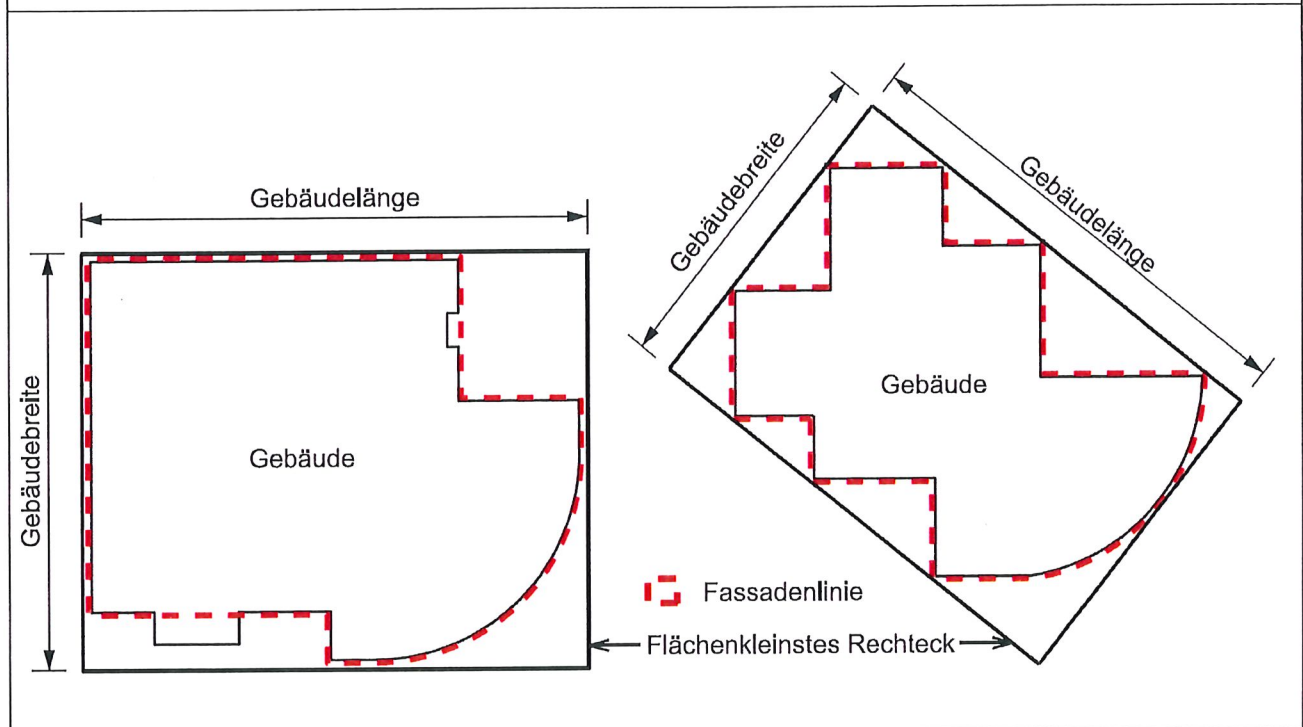 Gebäudelänge
Gebäudebreite
Gebäude
Gebäudebreite
Gebäudelänge
Gebäude
Fassadenlinie
Flächenkleinstes Rechteck